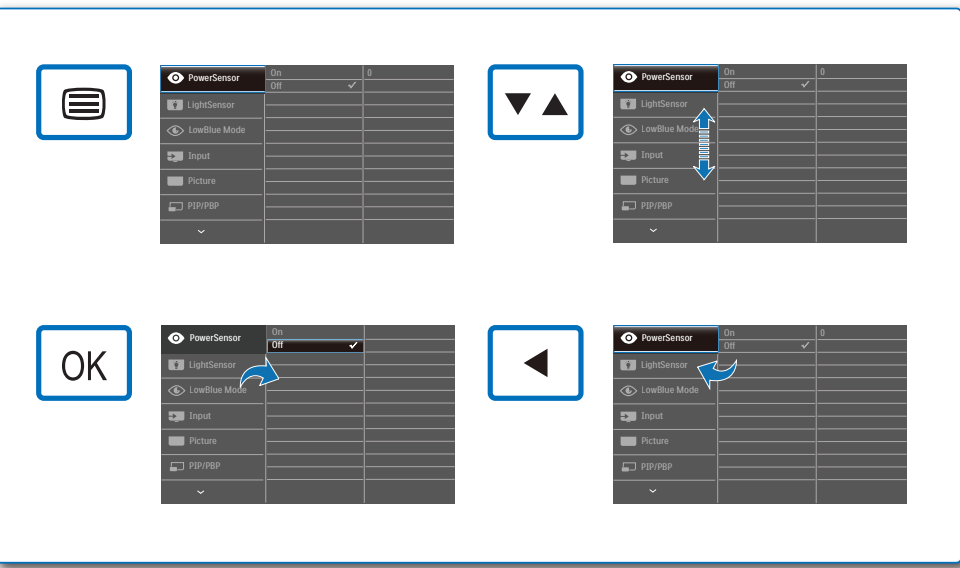 PowerSensor On 0
Off
LightSensor
LowBlue Mode
Input
Picture
PIP/PBP
PowerSensor On 0
Off
LightSensor
LowBlue Mode
Input
Picture
PIP/PBP
OK
PowerSensor On
Off
LightSensor
LowBlue Mode
Input
Picture
PIP/PBP
PowerSensor On 0
Off
LightSensor
LowBlue Mode
Input
Picture
PIP/PBP